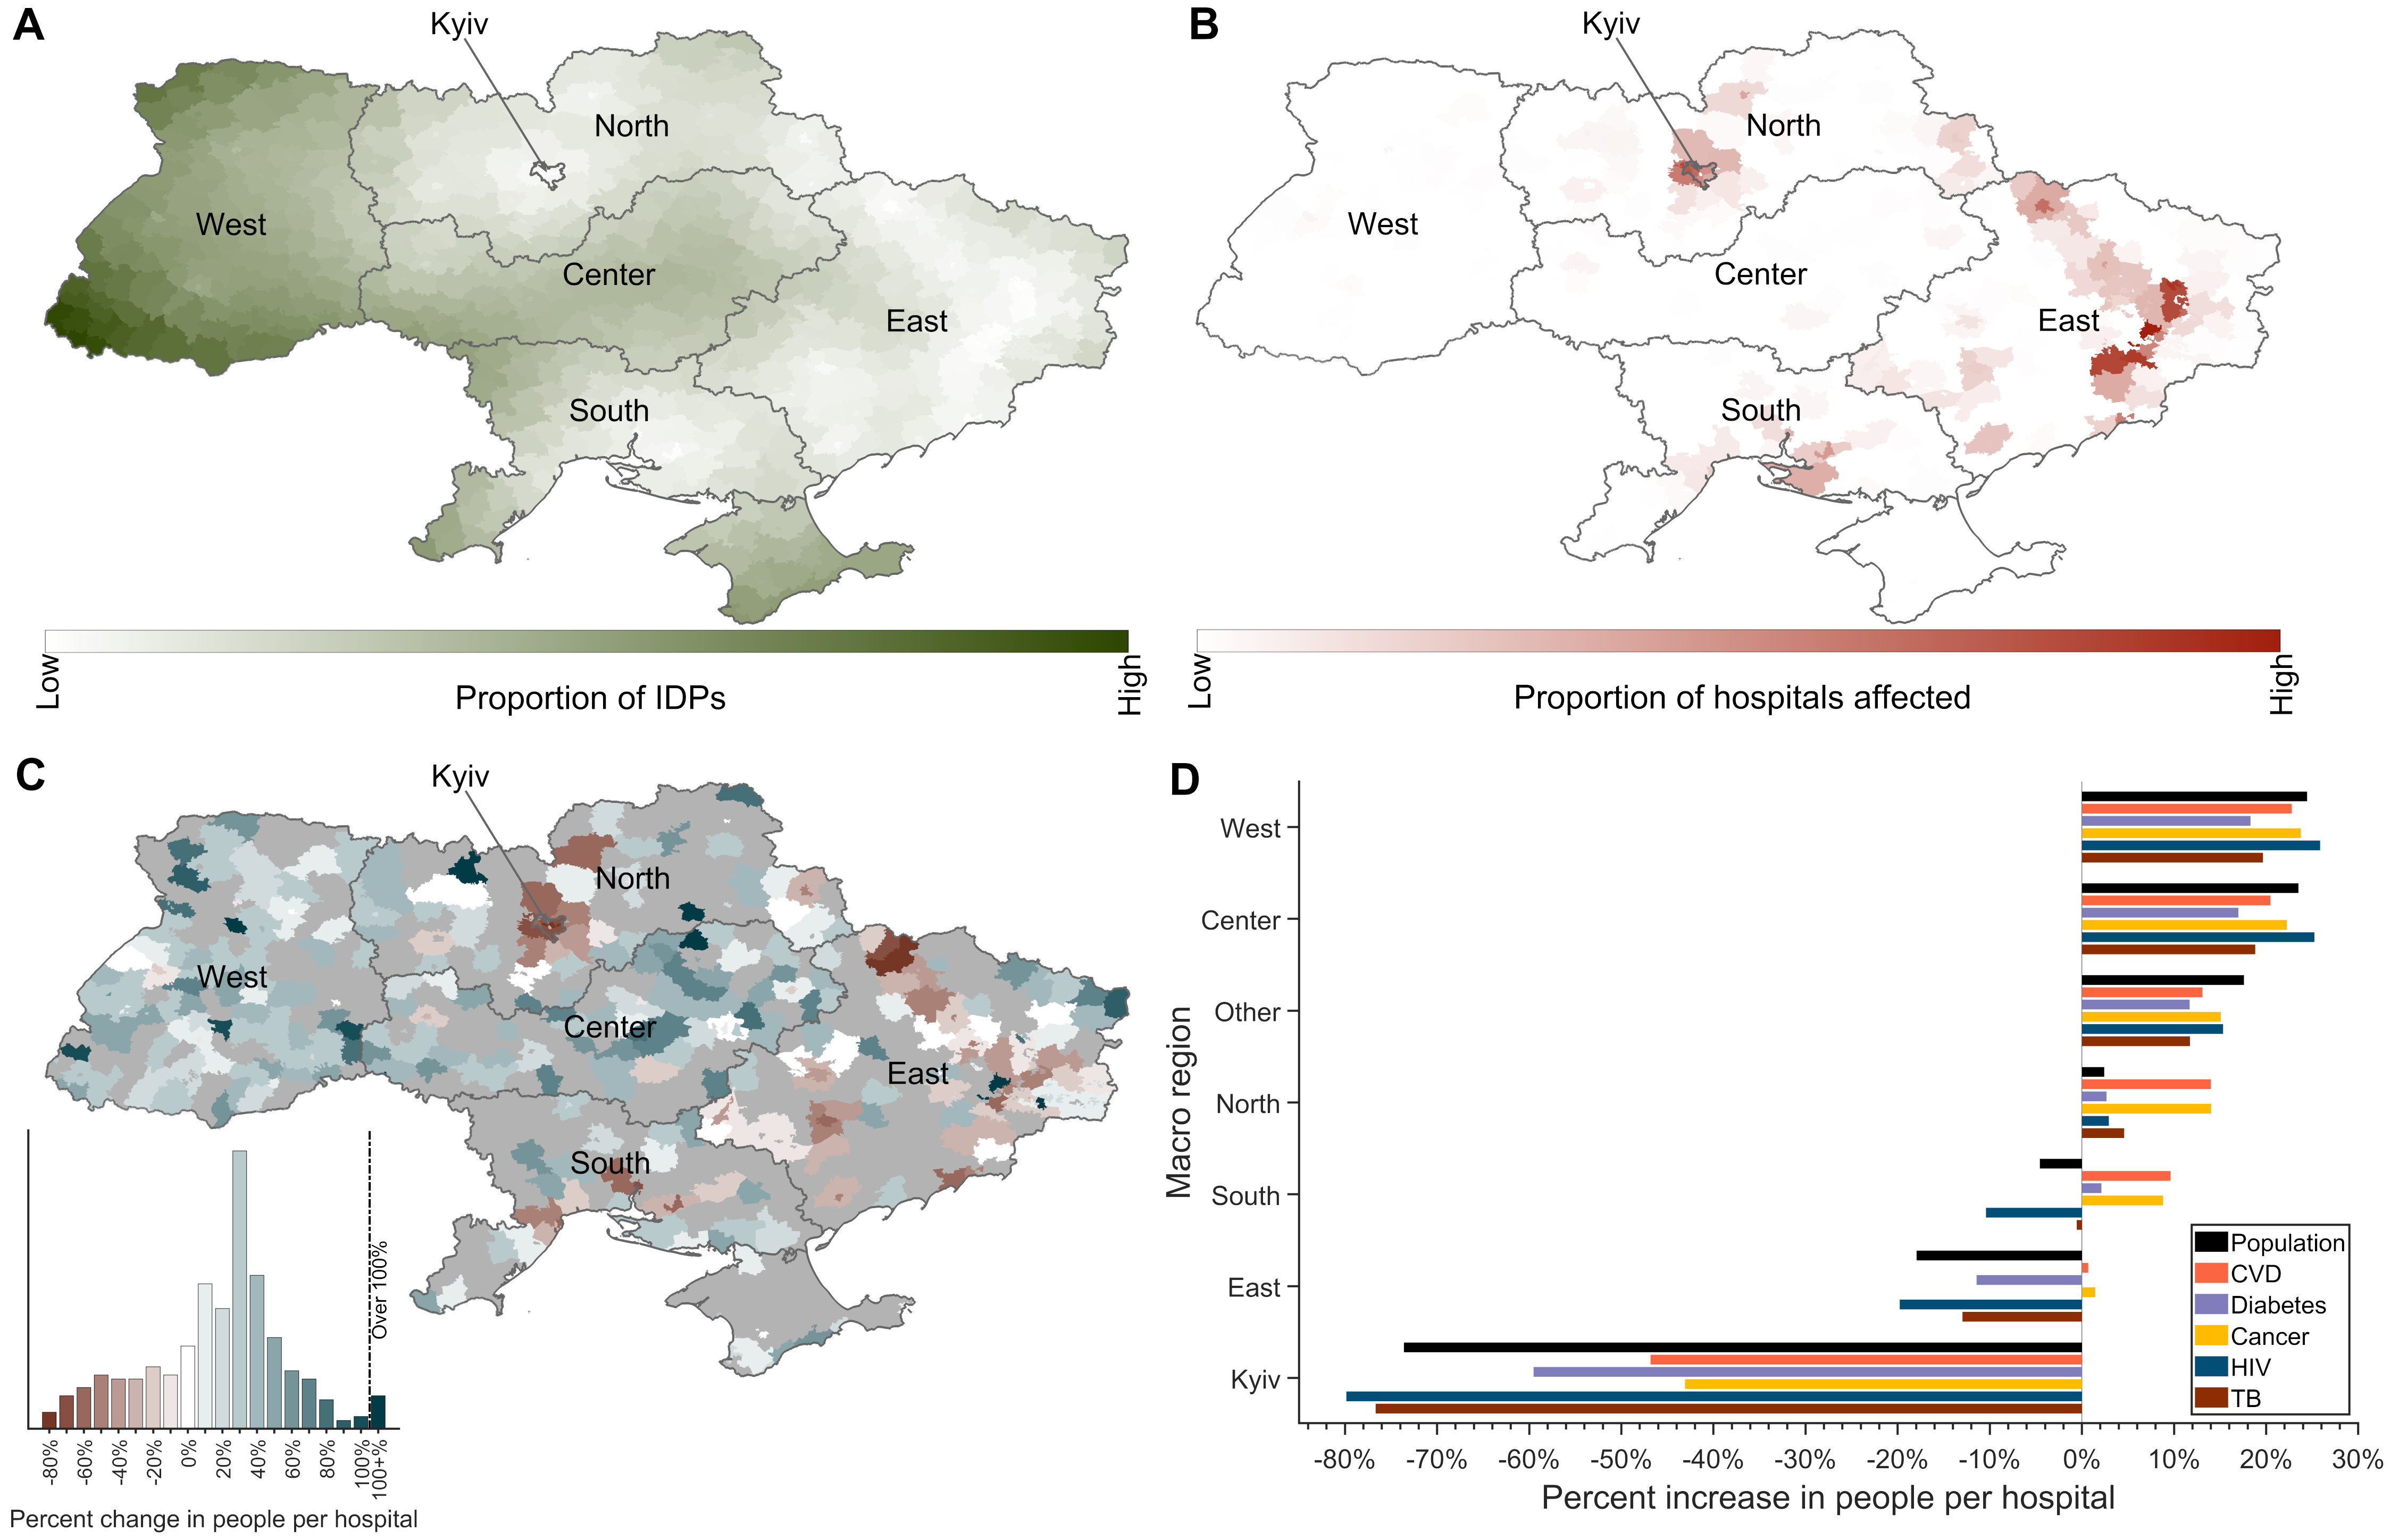 A
Kyiv
North
West
Center
East
South
Low
High
Proportion of IDPs
B
Kyiv
North
West
Center
East
South
Low
High
Proportion of hospitals affected
C
Kyiv
North
West
Center
East
South
Over 100%
-80%
-60%
-40%
-20%
0%
20%
40%
60%
80%
100%
100+%
Percent change in people per hospital
D
Macro region
West
Center
Other
North
South
East
Kyiv
Population
CVD
Diabetes
Cancer
HIV
TB
-80%
-70%
-60%
-50%
-40%
-30%
-20%
-10%
0%
10%
20%
30%
Percent increase in people per hospital